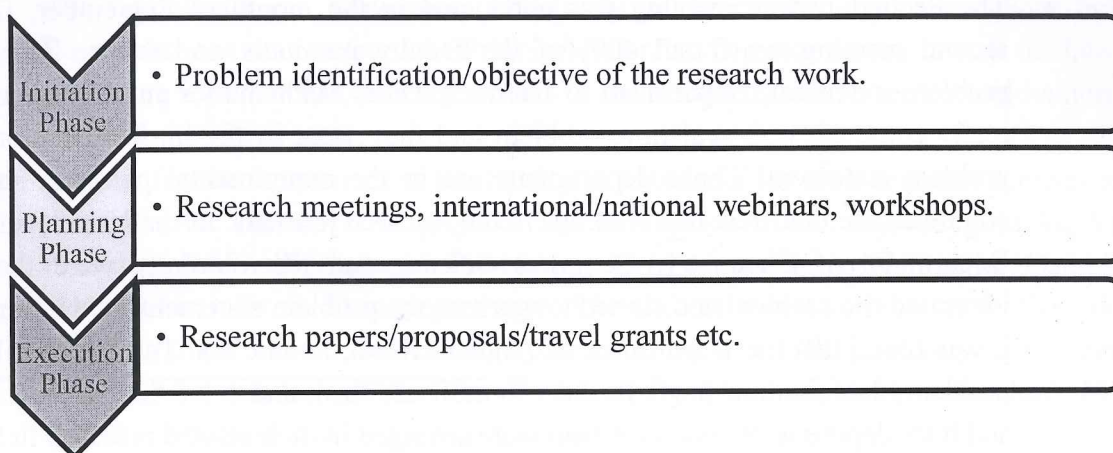 Initiation
Phase
• Problem identification/objective of the research work.
Planning
Phase
• Research meetings, international/national webinars, workshops.
Execution
Phase
• Research papers/proposals/travel grants etc.